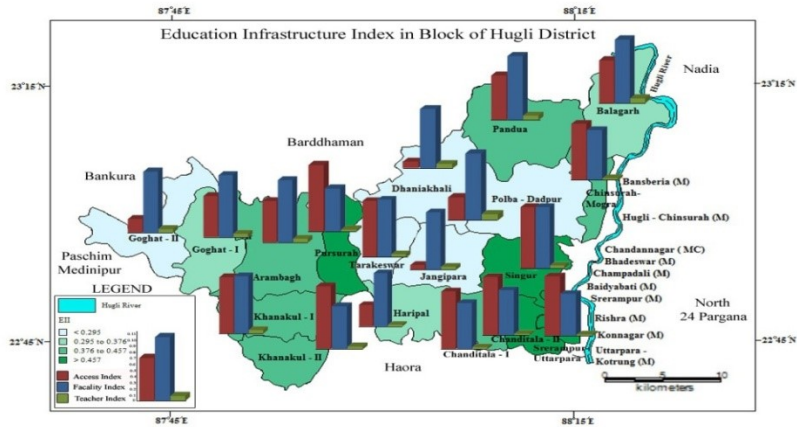 87°45'E
88°15'E
Education Infrastructure Index in Block of Hugli District
Nadia
23°15'N
23°15'N
Hugli River
Balagarh
Pandua
Barddhaman
Bankura
Dhaniakhali
Bansberia (M)
Chinsurah-
Mogra
Polba - Dadpur
Hugli - Chinsurah (M)
Goghat - II
Goghat - I
Pursurah
Tarakeswar
Chandannagar (MC)
Paschim
Medinipur
Bhadeswar (M)
Arambagh
Jangipara
Singur
Champadali (M)
LEGEND
Baidyabati (M)
Srerampur (M)
North
24 Pargana
Hugli River
EII
< 0.295
0.295 to 0.376
0.376 to 0.457
> 0.457
Access Index
Facality Index
Teacher Index
Khanakul - I
Haripal
Rishra (M)
Chanditala - II
Konnagar (M)
Khanakul - II
Chanditala - I
Srerampur
Uttarpara
Uttarpara -
Kotrung (M)
Haora
0 5 10
kilometers
22°45'N
22°45'N
87°45'E
88°15'E